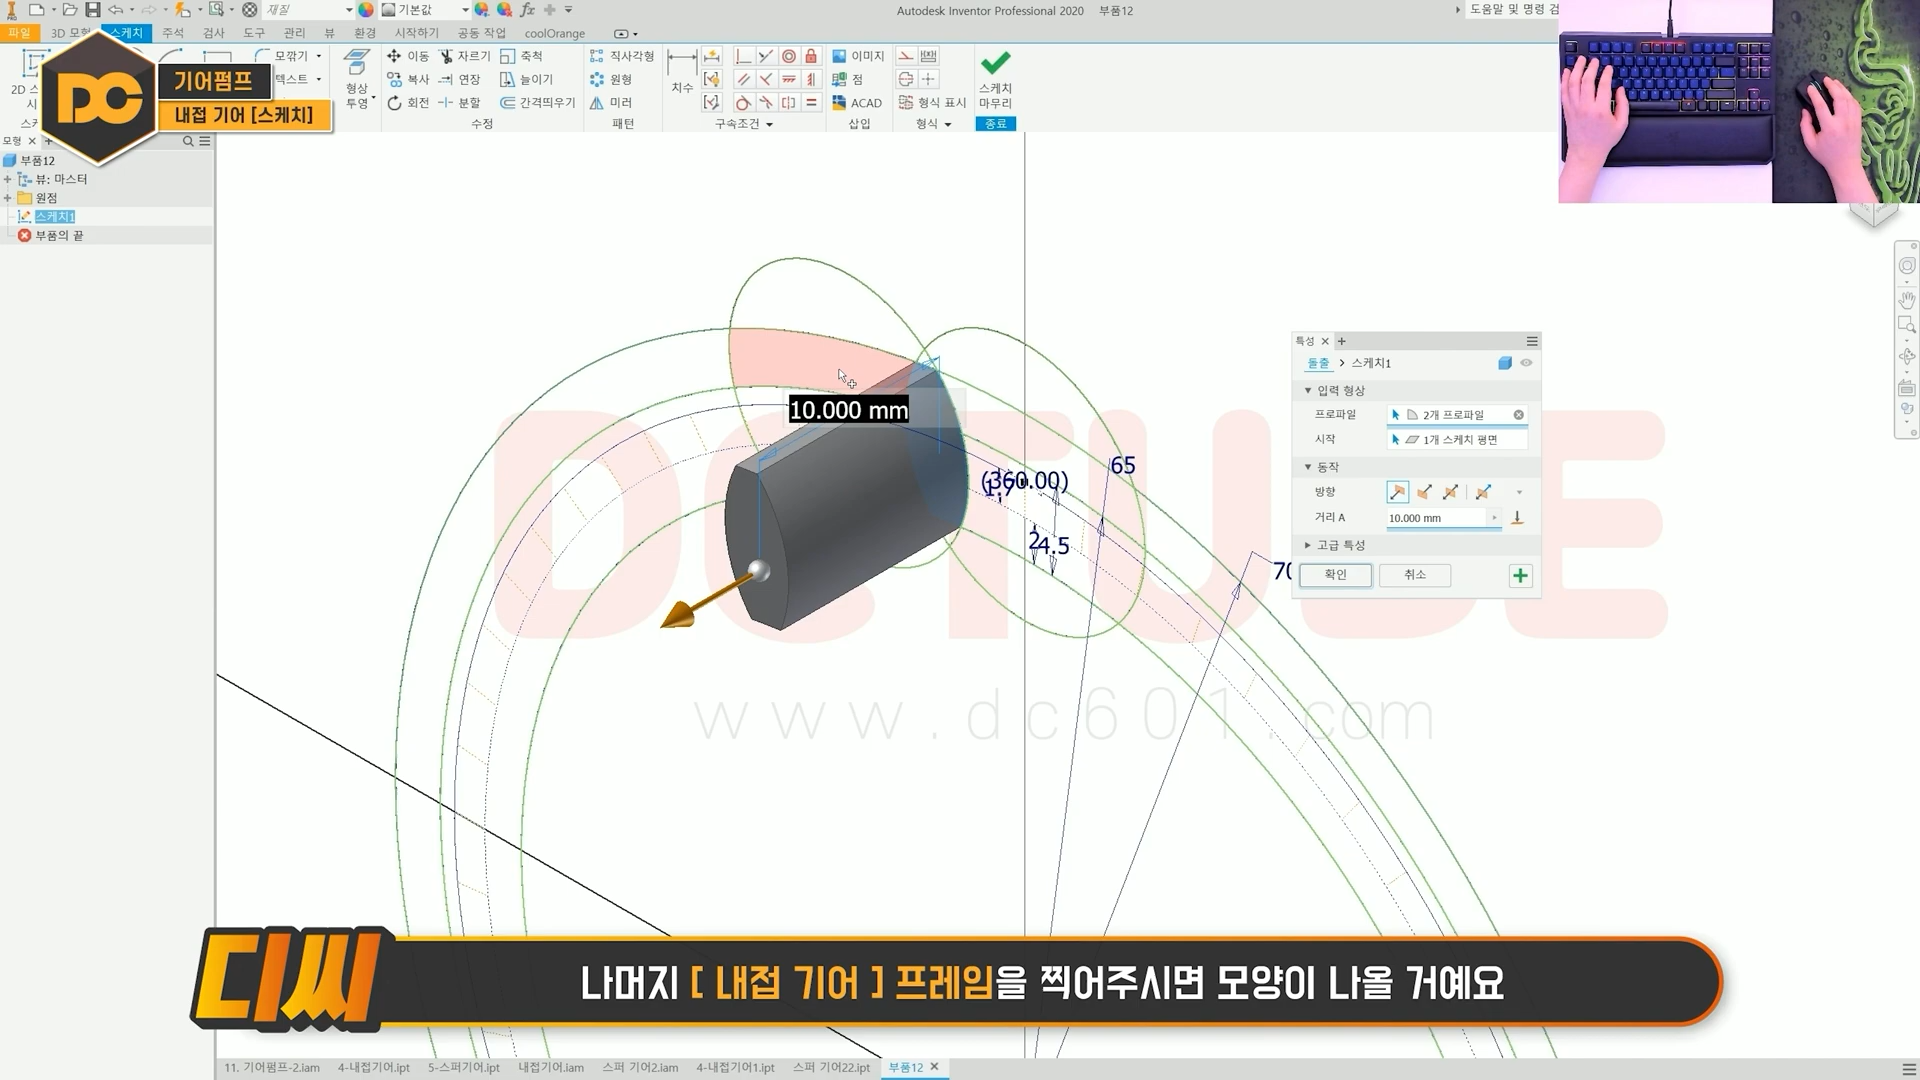 재질
기본값
Autodesk Inventor Professional 2020 부품12
도움말 및 명령 검
파일 3D 모형 스케치 주석 검사 도구 관리 뷰 환경 시작하기 공동 작업 coolOrange
모깎기
텍스트
형상
투영
이동 자르기 축척
복사 연장 늘이기
회전 분할 간격띄우기
수정
직사각형
원형
미러
패턴
치수
구속조건
이미지
점
ACAD
삽입
형식 표시
형식
스케치
마무리
종료
DC
기어펌프
내접 기어 [스케치]
모형
부품12
뷰: 마스터
원점
스케치1
부품의 끝
10.000 mm
(360.00)
65
2
4.5
70
특성
돌출 > 스케치1
입력 형상
프로파일 2개 프로파일
시작 1개 스케치 평면
동작
방향
거리 A 10.000 mm
고급 특성
확인 취소
DCTUBE
www.dc601.com
디씨
나머지 [ 내접 기어 ] 프레임을 찍어주시면 모양이 나올 거예요
11. 기어펌프-2.iam 4-내접기어.ipt 5-스퍼기어.ipt 내접기어.iam 스퍼 기어2.iam 4-내접기어1.ipt 스퍼 기어22.ipt 부품12